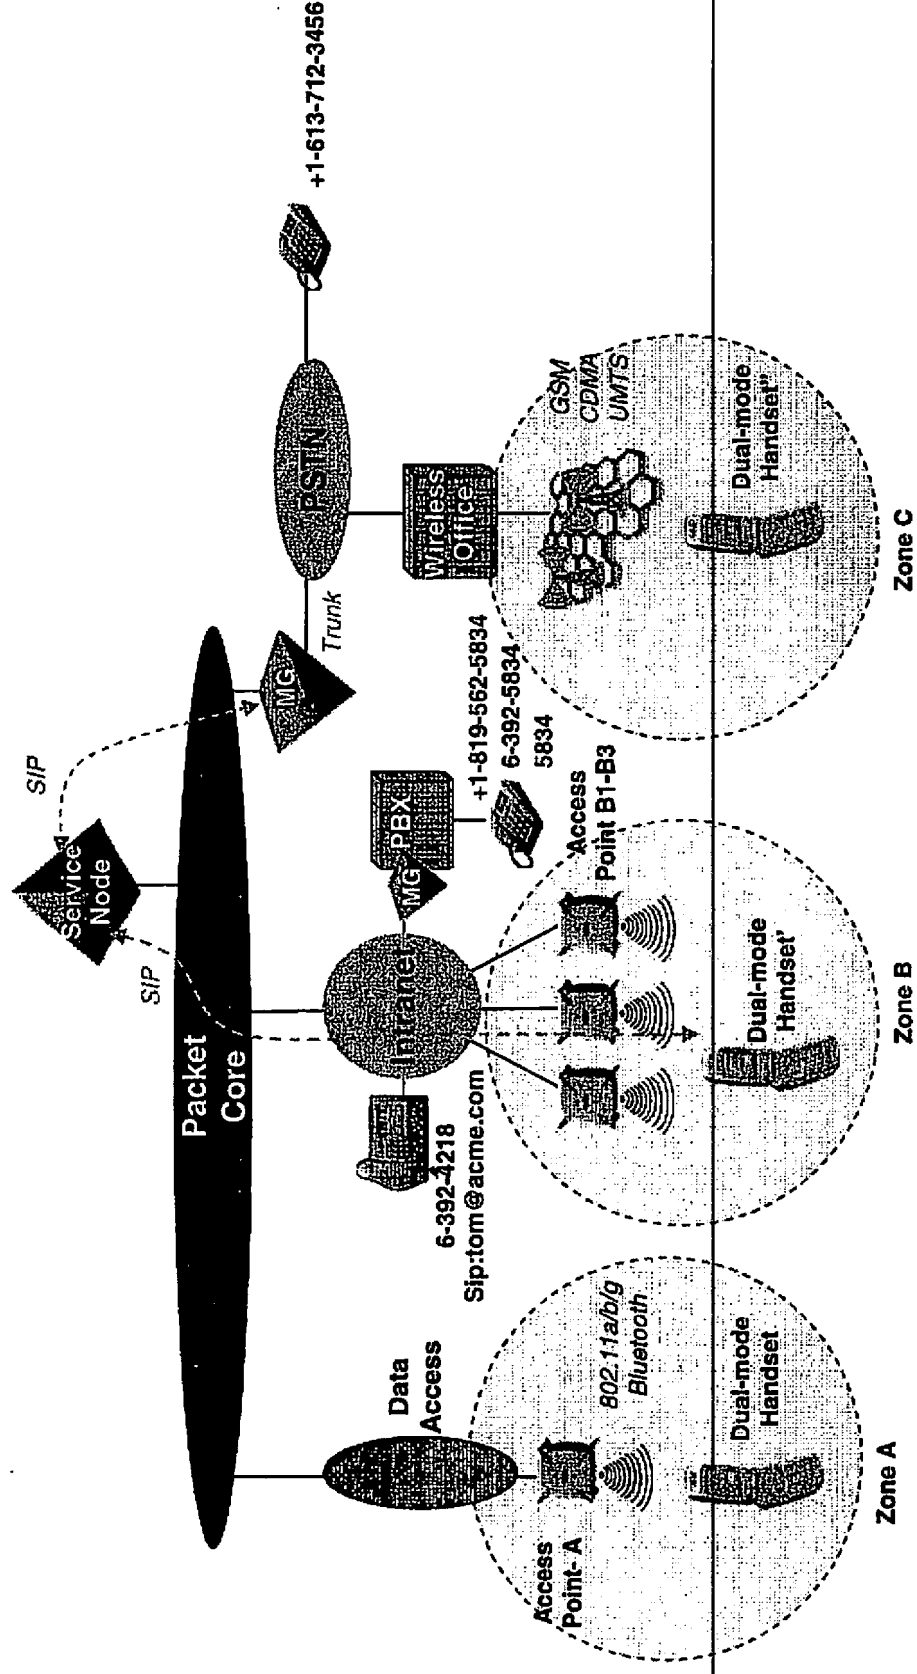 SIP
Service
Node
SIP
Packet
Core
MG
Trunk
PSTN
+1-613-712-3456
Data
Access
6-392-4218
Sip:tom@acme.com
Intranet
MG
PBX
+1-819-562-5834
6-392-5834
5834
Wireless
Office
Access
Point- A
802.11a/b/g
Bluetooth
Access
Point B1-B3
GSM
CDMA
UMTS
Dual-mode
Handset
Dual-mode
Handset'
Dual-mode
Handset"
Zone A
Zone B
Zone C